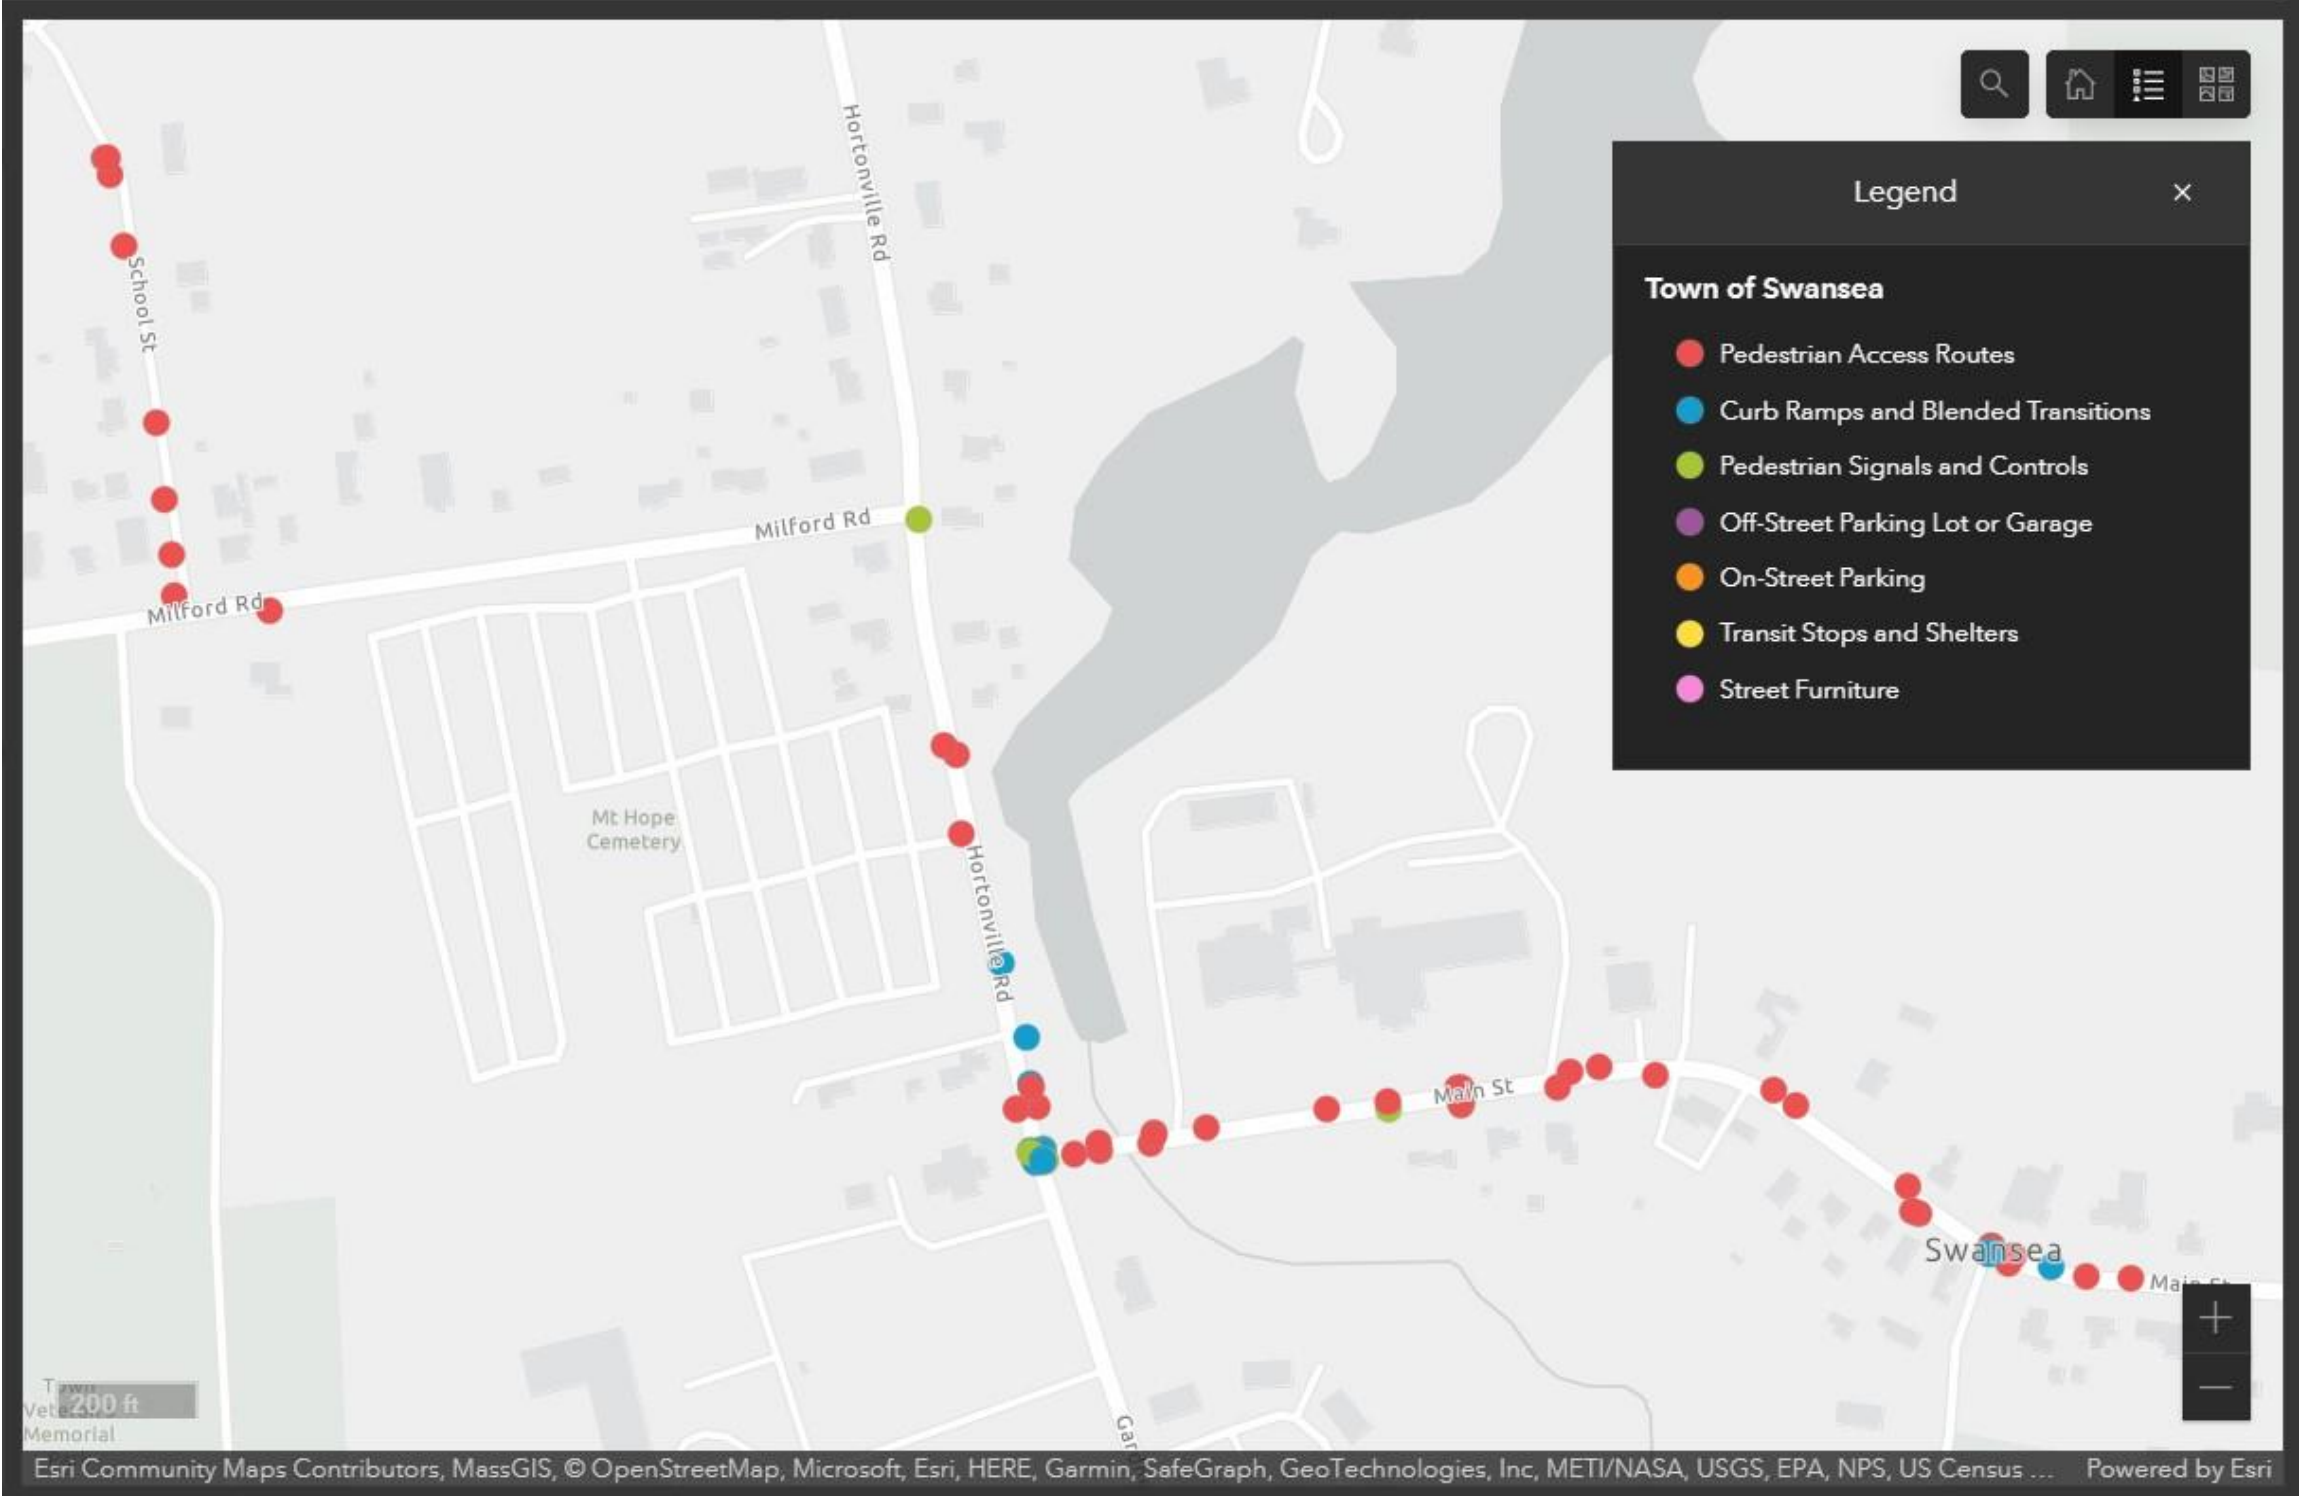 Hortonville Rd
School St
Milford Rd
Milford Rd
Mt Hope
Cemetery
Hortonville Rd
Main St
Swansea
Town
Memorial
200 ft
Legend
Town of Swansea
Pedestrian Access Routes
Curb Ramps and Blended Transitions
Pedestrian Signals and Controls
Off-Street Parking Lot or Garage
On-Street Parking
Transit Stops and Shelters
Street Furniture
Esri Community Maps Contributors, MassGIS, © OpenStreetMap, Microsoft, Esri, HERE, Garmin, SafeGraph, GeoTechnologies, Inc, METI/NASA, USGS, EPA, NPS, US Census ...
Powered by Esri